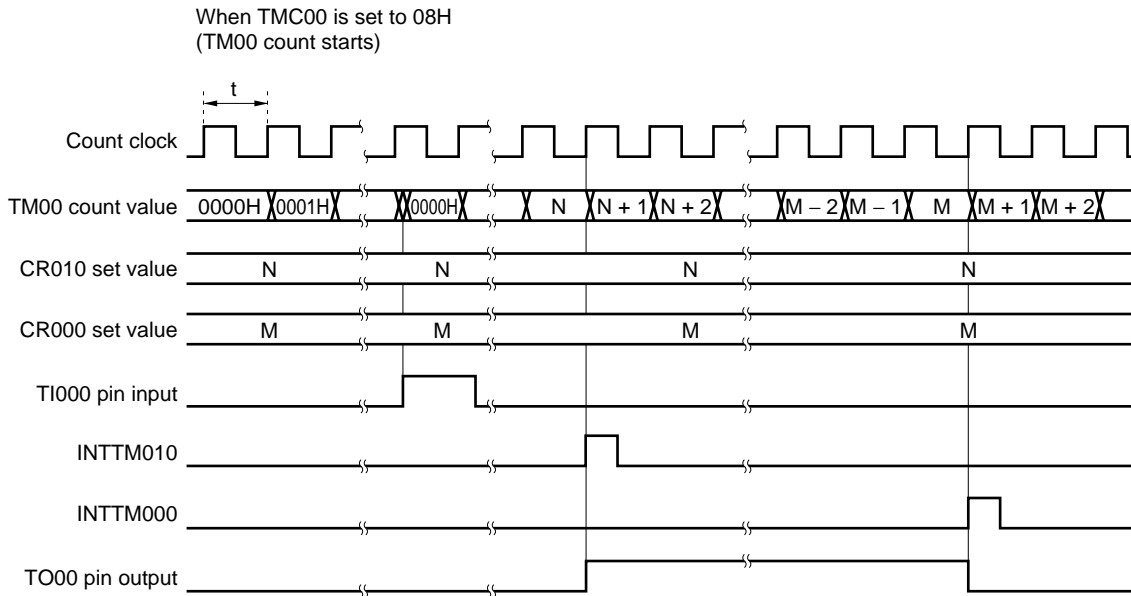 When TMC00 is set to 08H
(TM00 count starts)
t
Count clock
TM00 count value 0000H 0001H 0000H N N + 1 N + 2 M − 2 M − 1 M M + 1 M + 2
CR010 set value N N N N
CR000 set value M M M M
TI000 pin input
INTTM010
INTTM000
TO00 pin output